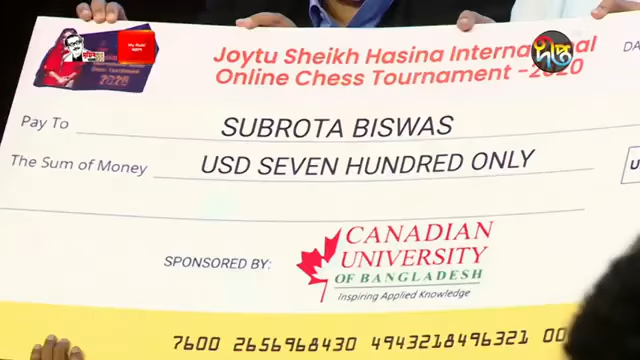 Joytu Sheikh Hasina International
Online Chess Tournament -2020
DA
2020
দীপ্ত
Pay To
SUBROTA BISWAS
The Sum of Money
USD SEVEN HUNDRED ONLY
U
SPONSORED BY:
CANADIAN
UNIVERSITY
OF BANGLADESH
Inspiring Applied Knowledge
7600 2656968430 4943218496321 00